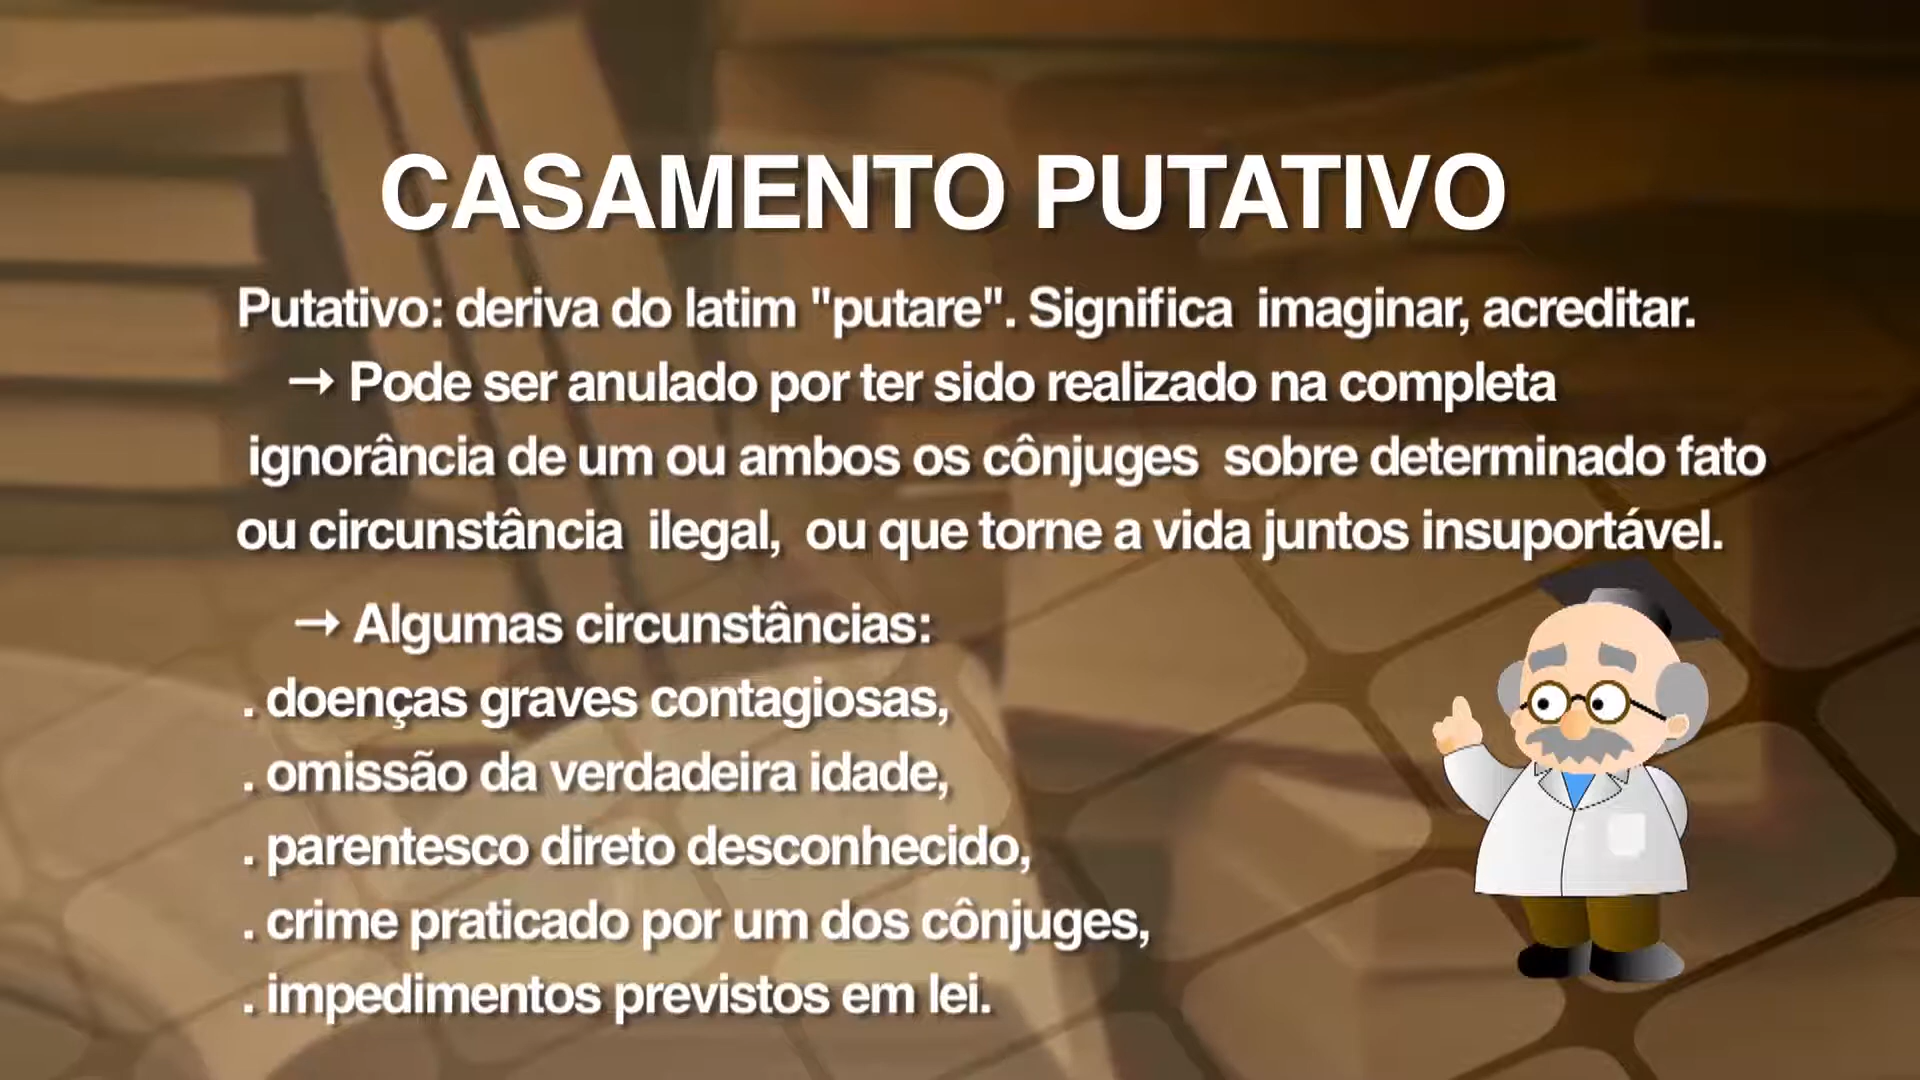 CASAMENTO PUTATIVO
Putativo: deriva do latim "putare". Significa imaginar, acreditar.
→ Pode ser anulado por ter sido realizado na completa
ignorância de um ou ambos os cônjuges sobre determinado fato
ou circunstância ilegal, ou que torne a vida juntos insuportável.
→ Algumas circunstâncias:
. doenças graves contagiosas,
. omissão da verdadeira idade,
. parentesco direto desconhecido,
. crime praticado por um dos cônjuges,
. impedimentos previstos em lei.